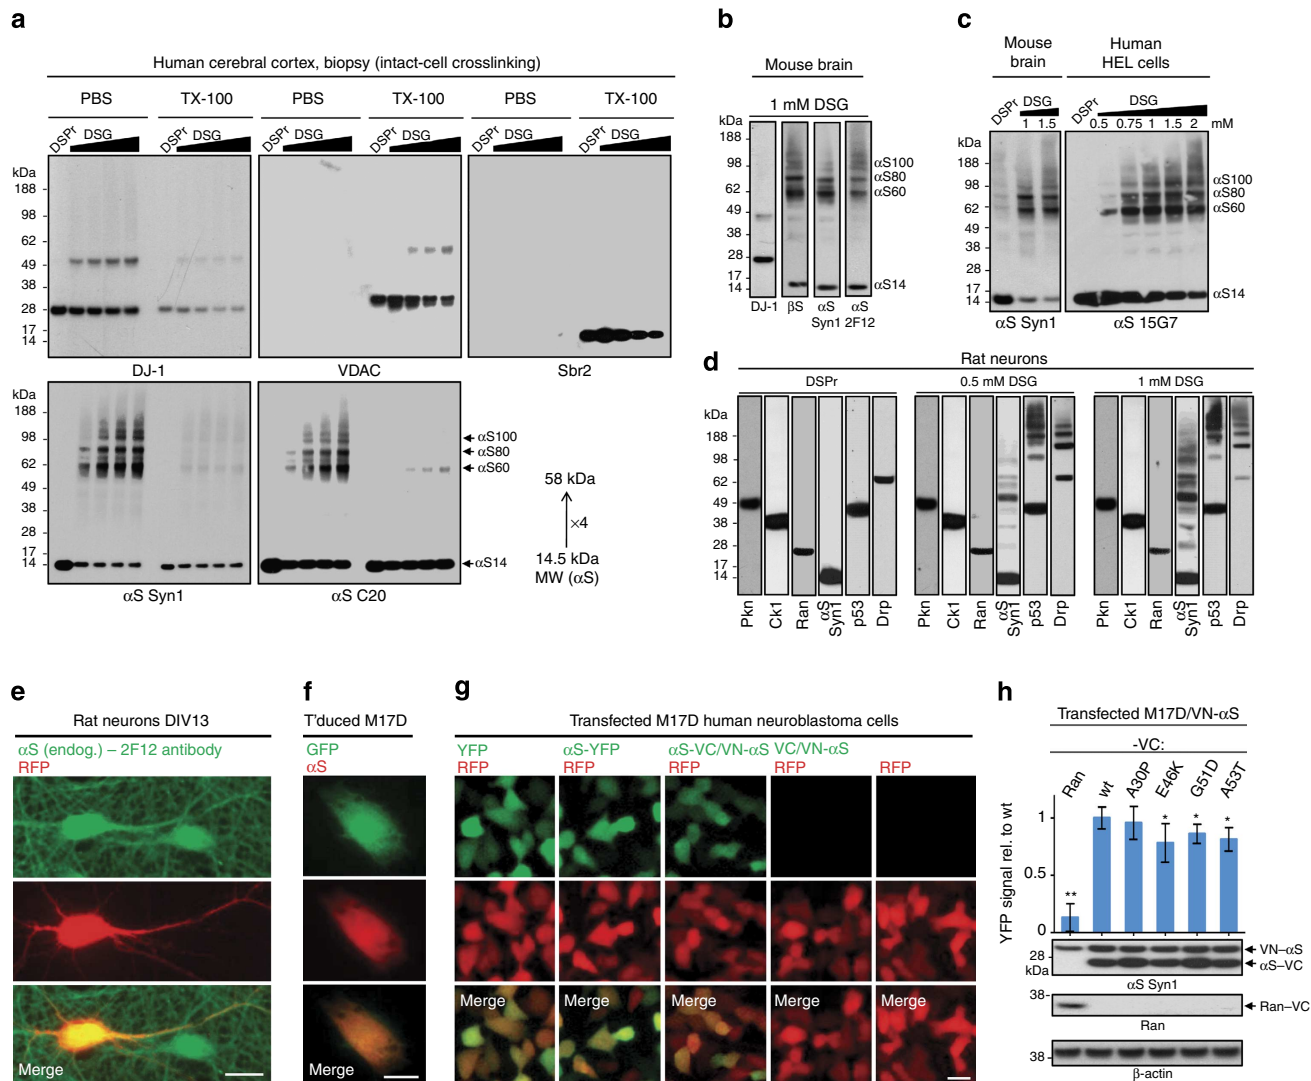 a
Human cerebral cortex, biopsy (intact-cell crosslinking)
PBS TX-100 PBS TX-100 PBS TX-100
DSPr DSG DSPr DSG DSPr DSG DSPr DSG DSPr DSG DSPr DSG
kDa
188
98
62
49
38
28
17
14
DJ-1 VDAC Sbr2
kDa
188
98
62
49
38
28
17
14
αS100
αS80
αS60
αS14
58 kDa
×4
14.5 kDa
MW (αS)
αS Syn1 αS C20
b
Mouse brain
1 mM DSG
kDa
188
98
62
49
38
28
17
14
αS100
αS80
αS60
αS14
DJ-1 βS αS Syn1 αS 2F12
c
Mouse brain
Human HEL cells
DSPr DSG DSPr DSG
1 1.5 0.5 0.75 1 1.5 2 mM
kDa
188
98
62
49
38
28
17
14
αS100
αS80
αS60
αS14
αS Syn1 αS 15G7
d
Rat neurons
DSPr 0.5 mM DSG 1 mM DSG
kDa
188
98
62
49
38
28
17
14
Pkn Ck1 Ran αS Syn1 p53 Drp
Pkn Ck1 Ran αS Syn1 p53 Drp
Pkn Ck1 Ran αS Syn1 p53 Drp
e
Rat neurons DIV13
αS (endog.) – 2F12 antibody
RFP
Merge
f
T'duced M17D
GFP
αS
Merge
g
Transfected M17D human neuroblastoma cells
YFP αS-YFP αS-VC/VN-αS VC/VN-αS
RFP RFP RFP RFP RFP
Merge Merge Merge Merge Merge
h
Transfected M17D/VN-αS
-VC:
Ran wt A30P E46K G51D A53T
YFP signal rel. to wt
1
0.5
0
** * * *
28
kDa
VN–αS
αS–VC
αS Syn1
38
Ran–VC
Ran
38
β-actin